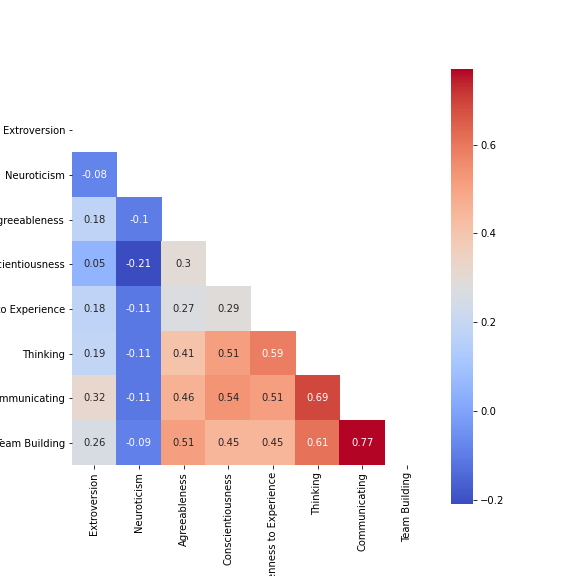 Extroversion
Neuroticism
-0.08
greeableness
0.18 -0.1
cientiousness
0.05 -0.21 0.3
to Experience
0.18 -0.11 0.27 0.29
Thinking
0.19 -0.11 0.41 0.51 0.59
mmunicating
0.32 -0.11 0.46 0.54 0.51 0.69
Team Building
0.26 -0.09 0.51 0.45 0.45 0.61 0.77
Extroversion
Neuroticism
Agreeableness
Conscientiousness
enness to Experience
Thinking
Communicating
Team Building
0.6
0.4
0.2
0.0
−0.2